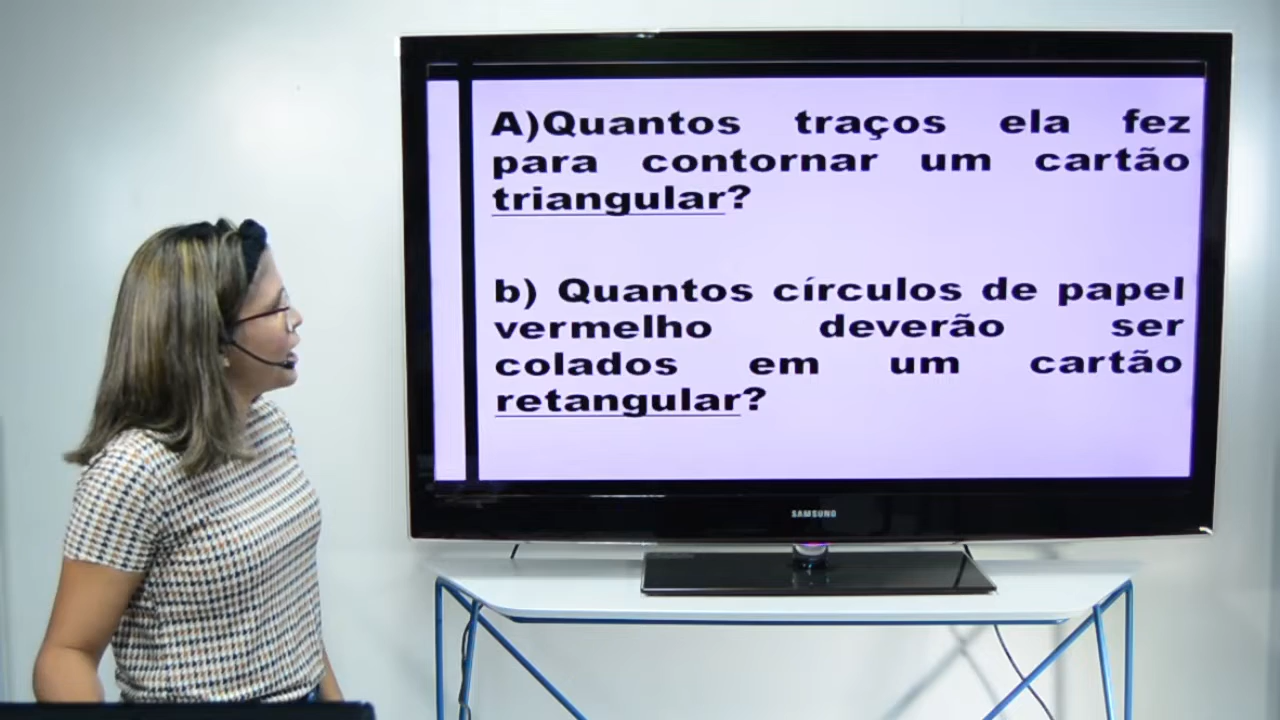 A)Quantos traços ela fez
para contornar um cartão
triangular?
b) Quantos círculos de papel
vermelho deverão ser
colados em um cartão
retangular?
SAMSUNG